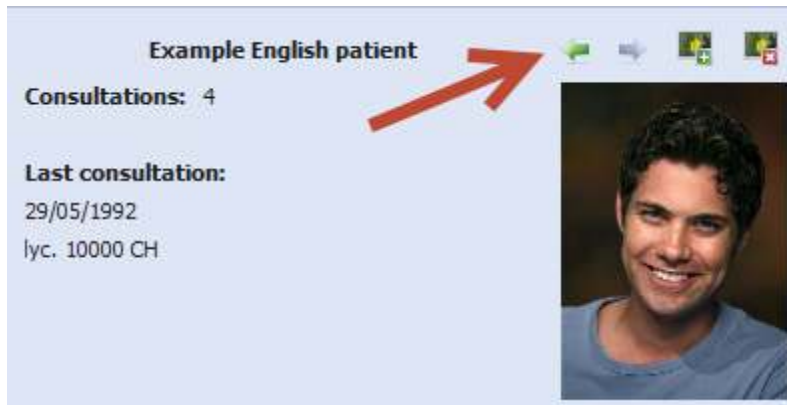 Example English patient
Consultations: 4
Last consultation:
29/05/1992
lyc. 10000 CH